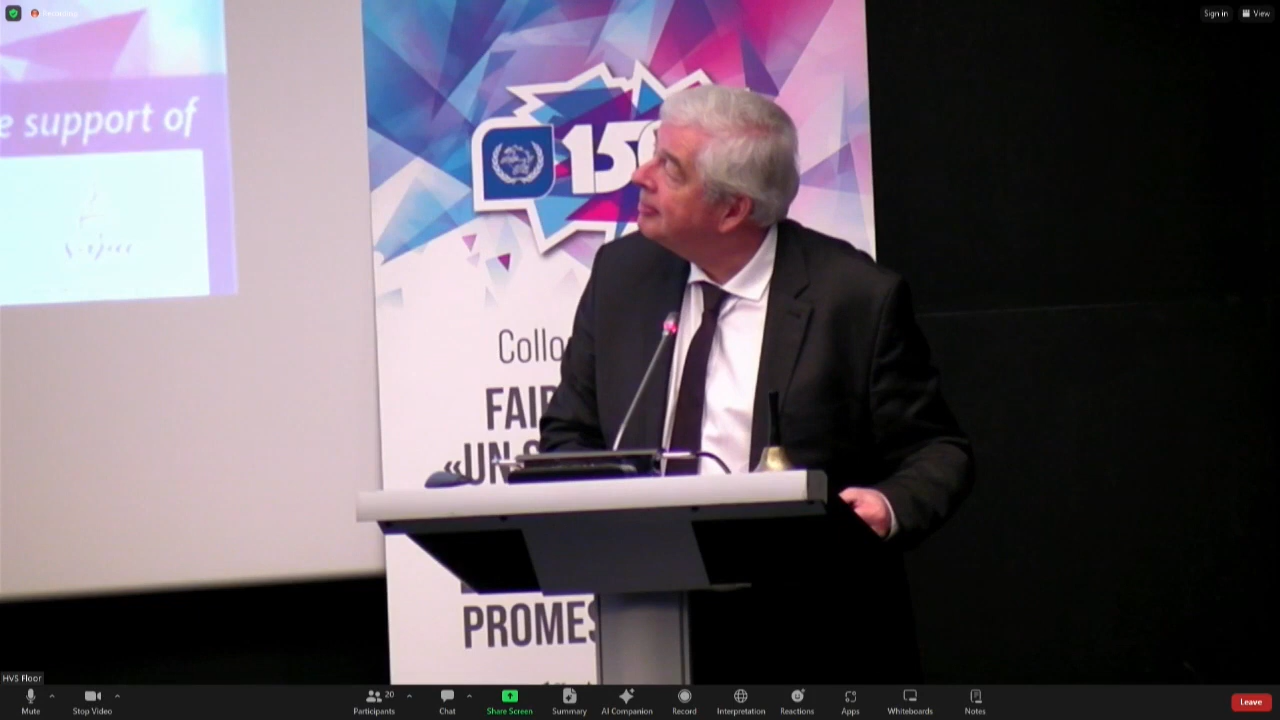 Recording
Sign in
View
e support of
150
Collo
FAIR
«UN S
PROMES
HVS Floor
Mute
Stop Video
Participants
20
Chat
Share Screen
Summary
AI Companion
Record
Interpretation
Reactions
Apps
Whiteboards
Notes
Leave